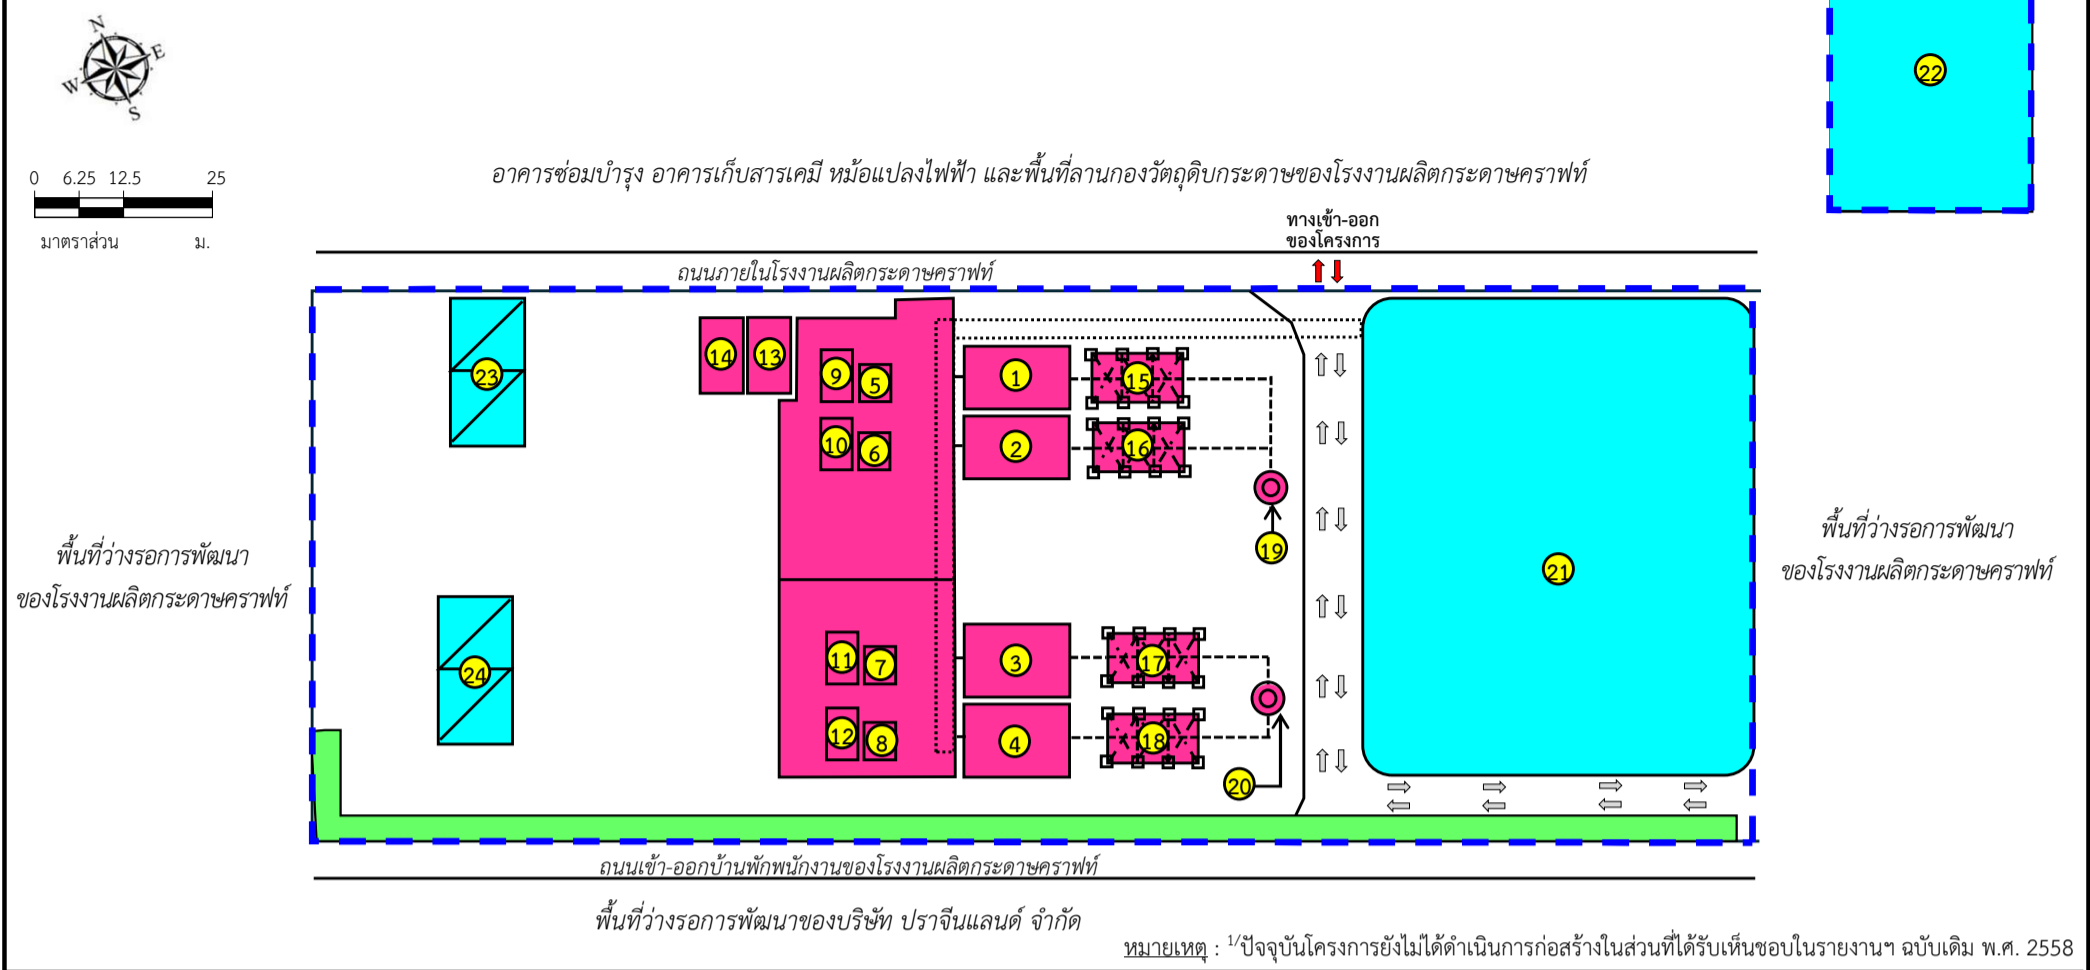 N
E
W
S
22
0 6.25 12.5 25
มาตราส่วน ม.
อาคารซ่อมบำรุง อาคารเก็บสารเคมี หม้อแปลงไฟฟ้า และพื้นที่ลานกองวัตถุดิบกระดาษของโรงงานผลิตกระดาษคราฟท์
ทางเข้า-ออก
ของโครงการ
ถนนภายในโรงงานผลิตกระดาษคราฟท์
14 13 9 5 1 15
23
10 6 2 16
19
21
พื้นที่ว่างรอการพัฒนา
ของโรงงานผลิตกระดาษคราฟท์
พื้นที่ว่างรอการพัฒนา
ของโรงงานผลิตกระดาษคราฟท์
24
11 7 3 17
12 8 4 18
20
ถนนเข้า-ออกบ้านพักพนักงานของโรงงานผลิตกระดาษคราฟท์
พื้นที่ว่างรอการพัฒนาของบริษัท ปราจีนแลนด์ จำกัด
หมายเหตุ : 1/ปัจจุบันโครงการยังไม่ได้ดำเนินการก่อสร้างในส่วนที่ได้รับเห็นชอบในรายงานฯ ฉบับเดิม พ.ศ. 2558